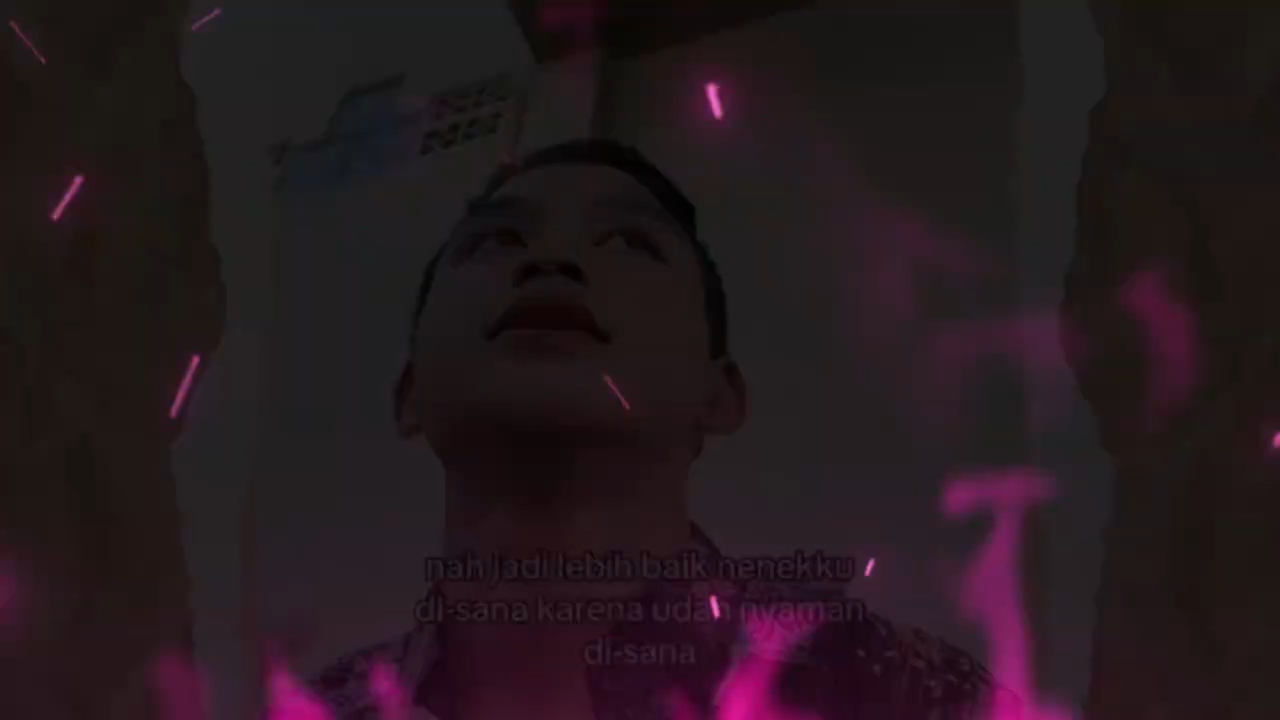 nah jadi lebih baik nenekku
di-sana karena udah nyaman
di-sana